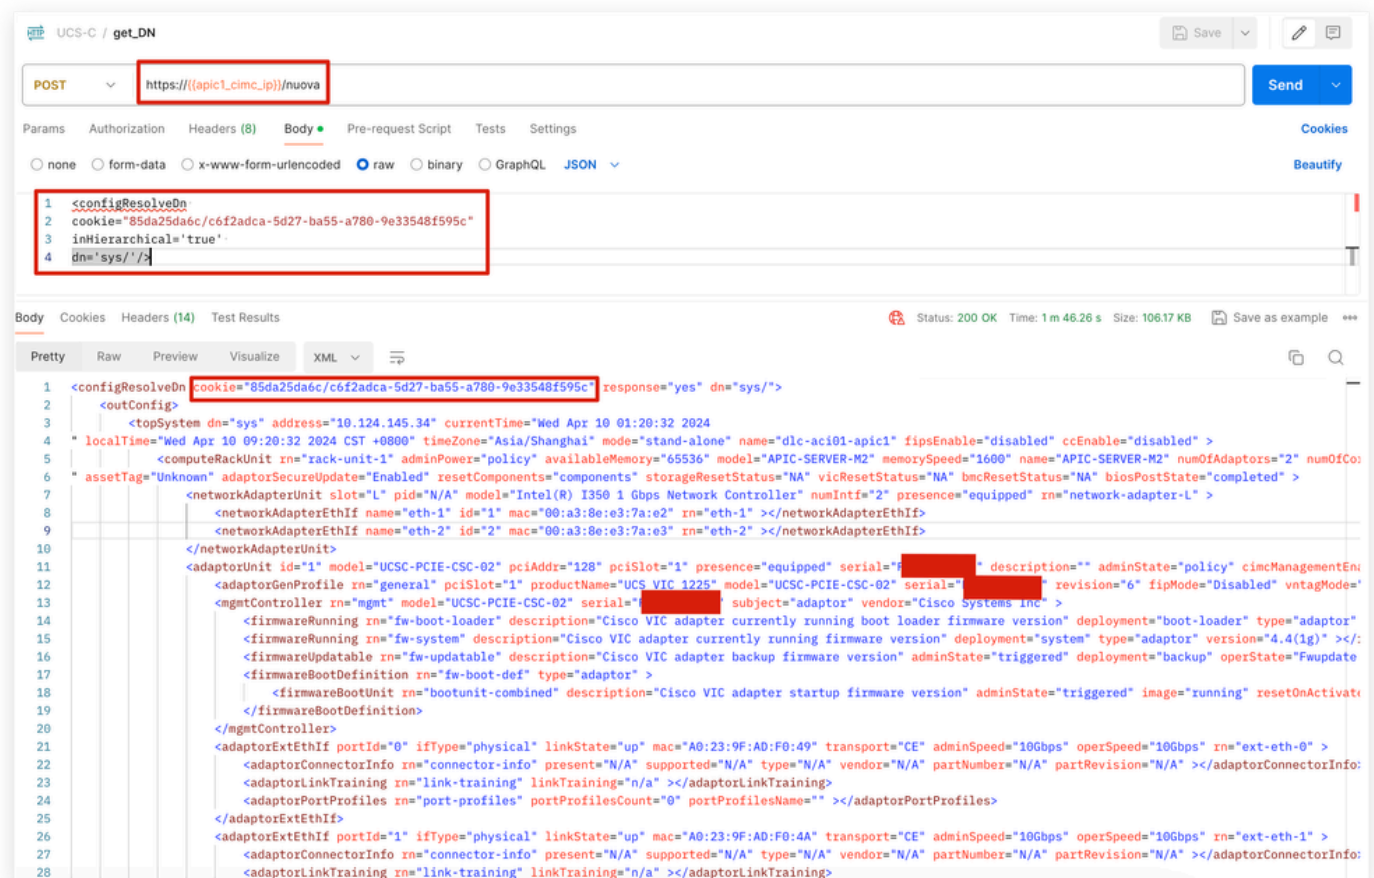 HTTP UCS-C / get_DN Save
POST https://{{apic1_cimc_ip}}/nuova Send
Params Authorization Headers (8) Body Pre-request Script Tests Settings Cookies
none form-data x-www-form-urlencoded raw binary GraphQL JSON Beautify
1 <configResolveDn
2 cookie="85da25da6c/c6f2adca-5d27-ba55-a780-9e33548f595c"
3 inHierarchical='true'
4 dn='sys/'/>
Body Cookies Headers (14) Test Results Status: 200 OK Time: 1 m 46.26 s Size: 106.17 KB Save as example
Pretty Raw Preview Visualize XML
1 <configResolveDn cookie="85da25da6c/c6f2adca-5d27-ba55-a780-9e33548f595c" response="yes" dn="sys/">
2 <outConfig>
3 <topSystem dn="sys" address="10.124.145.34" currentTime="Wed Apr 10 01:20:32 2024
4 " localTime="Wed Apr 10 09:20:32 2024 CST +0800" timeZone="Asia/Shanghai" mode="stand-alone" name="dlc-aci01-apic1" fipsEnable="disabled" ccEnable="disabled" >
5 <computeRackUnit rn="rack-unit-1" adminPower="policy" availableMemory="65536" model="APIC-SERVER-M2" memorySpeed="1600" name="APIC-SERVER-M2" numOfAdaptors="2" numOfCo
6 " assetTag="Unknown" adaptorSecureUpdate="Enabled" resetComponents="components" storageResetStatus="NA" vicResetStatus="NA" bmcResetStatus="NA" biosPostState="completed" >
7 <networkAdapterUnit slot="L" pid="N/A" model="Intel(R) I350 1 Gbps Network Controller" numIntf="2" presence="equipped" rn="network-adapter-L" >
8 <networkAdapterEthIf name="eth-1" id="1" mac="00:a3:8e:e3:7a:e2" rn="eth-1" ></networkAdapterEthIf>
9 <networkAdapterEthIf name="eth-2" id="2" mac="00:a3:8e:e3:7a:e3" rn="eth-2" ></networkAdapterEthIf>
10 </networkAdapterUnit>
11 <adaptorUnit id="1" model="UCSC-PCIE-CSC-02" pciAddr="128" pciSlot="1" presence="equipped" serial=" " description="" adminState="policy" cimcManagementEna
12 <adaptorGenProfile rn="general" pciSlot="1" productName="UCS VIC 1225" model="UCSC-PCIE-CSC-02" serial=" " revision="6" fipMode="Disabled" vntagMode="
13 <mgmtController rn="mgmt" model="UCSC-PCIE-CSC-02" serial=" " subject="adaptor" vendor="Cisco Systems Inc" >
14 <firmwareRunning rn="fw-boot-loader" description="Cisco VIC adapter currently running boot loader firmware version" deployment="boot-loader" type="adaptor"
15 <firmwareRunning rn="fw-system" description="Cisco VIC adapter currently running firmware version" deployment="system" type="adaptor" version="4.4(1g)" ></
16 <firmwareUpdatable rn="fw-updatable" description="Cisco VIC adapter backup firmware version" adminState="triggered" deployment="backup" operState="Fwupdate
17 <firmwareBootDefinition rn="fw-boot-def" type="adaptor" >
18 <firmwareBootUnit rn="bootunit-combined" description="Cisco VIC adapter startup firmware version" adminState="triggered" image="running" resetOnActivate
19 </firmwareBootDefinition>
20 </mgmtController>
21 <adaptorExtEthIf portId="0" ifType="physical" linkState="up" mac="A0:23:9F:AD:F0:49" transport="CE" adminSpeed="10Gbps" operSpeed="10Gbps" rn="ext-eth-0" >
22 <adaptorConnectorInfo rn="connector-info" present="N/A" supported="N/A" type="N/A" vendor="N/A" partNumber="N/A" partRevision="N/A" ></adaptorConnectorInfo>
23 <adaptorLinkTraining rn="link-training" linkTraining="n/a" ></adaptorLinkTraining>
24 <adaptorPortProfiles rn="port-profiles" portProfilesCount="0" portProfilesName="" ></adaptorPortProfiles>
25 </adaptorExtEthIf>
26 <adaptorExtEthIf portId="1" ifType="physical" linkState="up" mac="A0:23:9F:AD:F0:4A" transport="CE" adminSpeed="10Gbps" operSpeed="10Gbps" rn="ext-eth-1" >
27 <adaptorConnectorInfo rn="connector-info" present="N/A" supported="N/A" type="N/A" vendor="N/A" partNumber="N/A" partRevision="N/A" ></adaptorConnectorInfo>
28 <adaptorLinkTraining rn="link-training" linkTraining="n/a" ></adaptorLinkTraining>